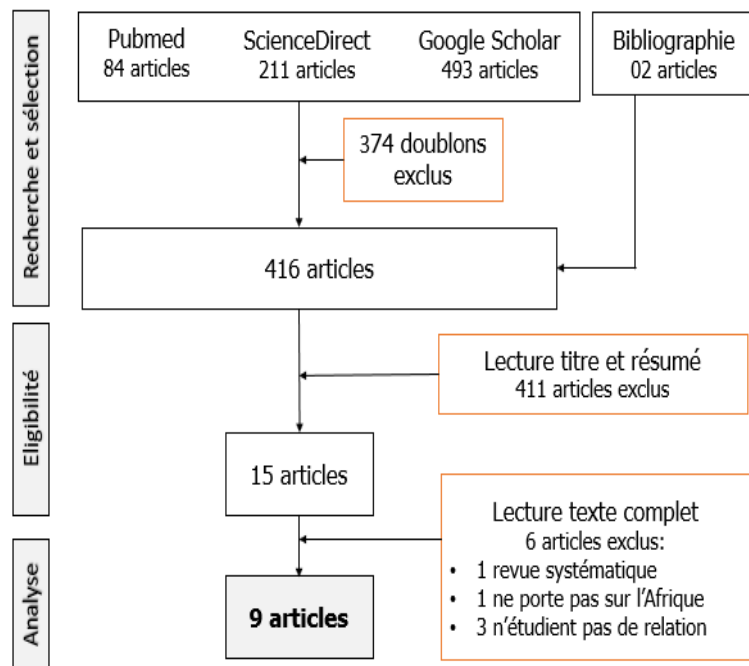 Recherche et sélection
Pubmed
84 articles
ScienceDirect
211 articles
Google Scholar
493 articles
Bibliographie
02 articles
374 doublons
exclus
416 articles
Eligibilité
Lecture titre et résumé
411 articles exclus
15 articles
Lecture texte complet
6 articles exclus:
• 1 revue systématique
• 1 ne porte pas sur l'Afrique
• 3 n'étudient pas de relation
Analyse
9 articles